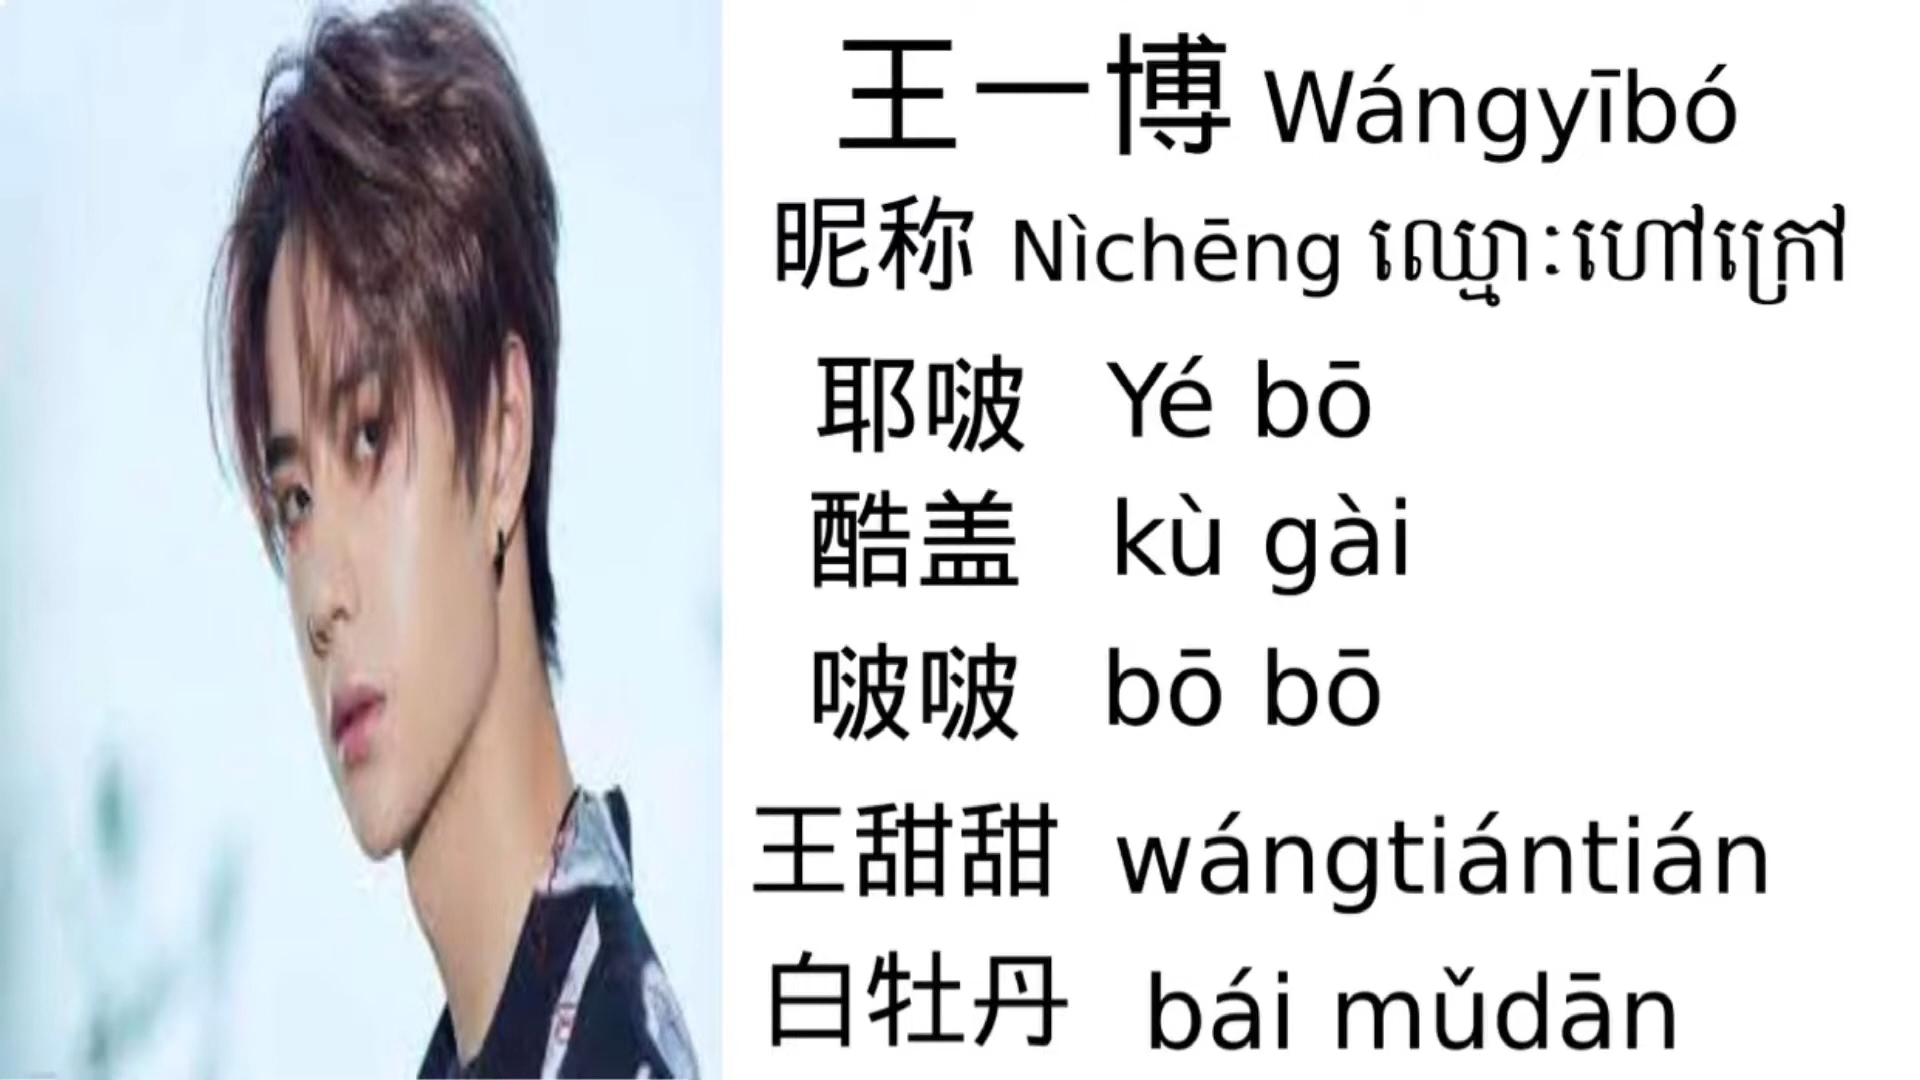 王一博 Wángyībó
昵称 Nìchēng ឈ្មោះហៅក្រៅ
耶啵 Yé bō
酷盖 kù gài
啵啵 bō bō
王甜甜 wángtiántián
白牡丹 bái mǔdān